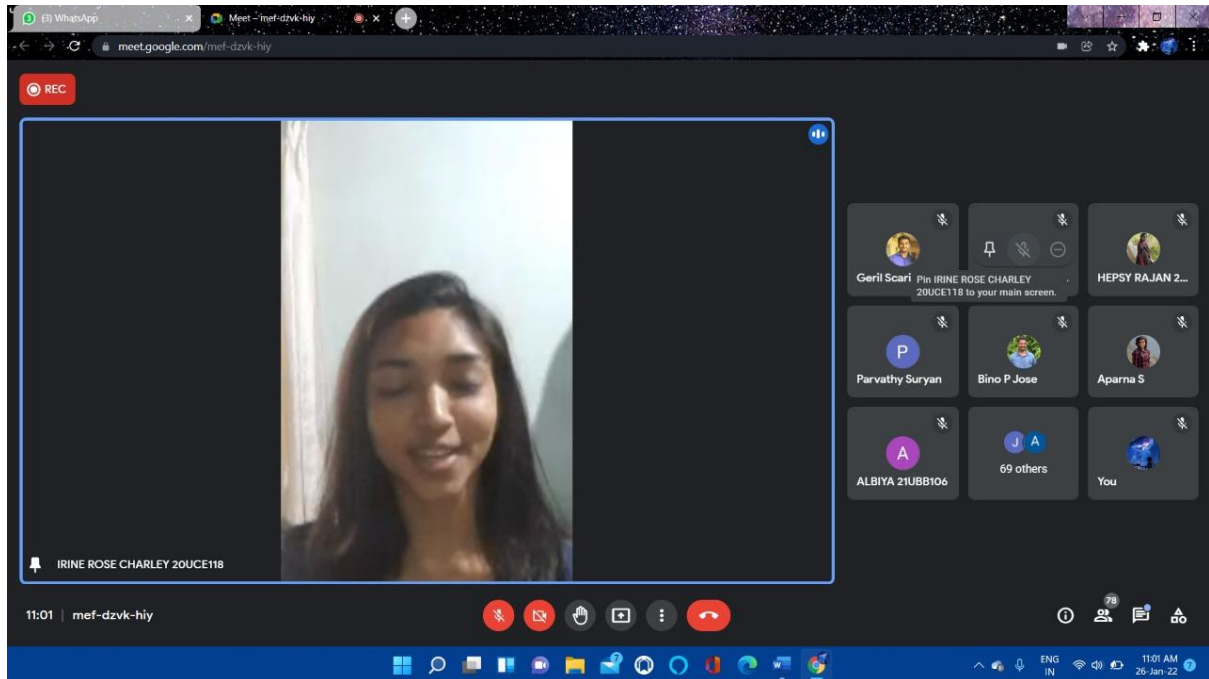 (3) WhatsApp
Meet – mef-dzvk-hiy
meet.google.com/mef-dzvk-hiy
REC
Geril Scari
Pin IRINE ROSE CHARLEY
20UCE118 to your main screen.
HEPSY RAJAN 2...
P
Parvathy Suryan
Bino P Jose
Aparna S
A
ALBIYA 21UBB106
J A
69 others
You
IRINE ROSE CHARLEY 20UCE118
11:01 | mef-dzvk-hiy
78
ENG
IN
11:01 AM
26-Jan-22
7